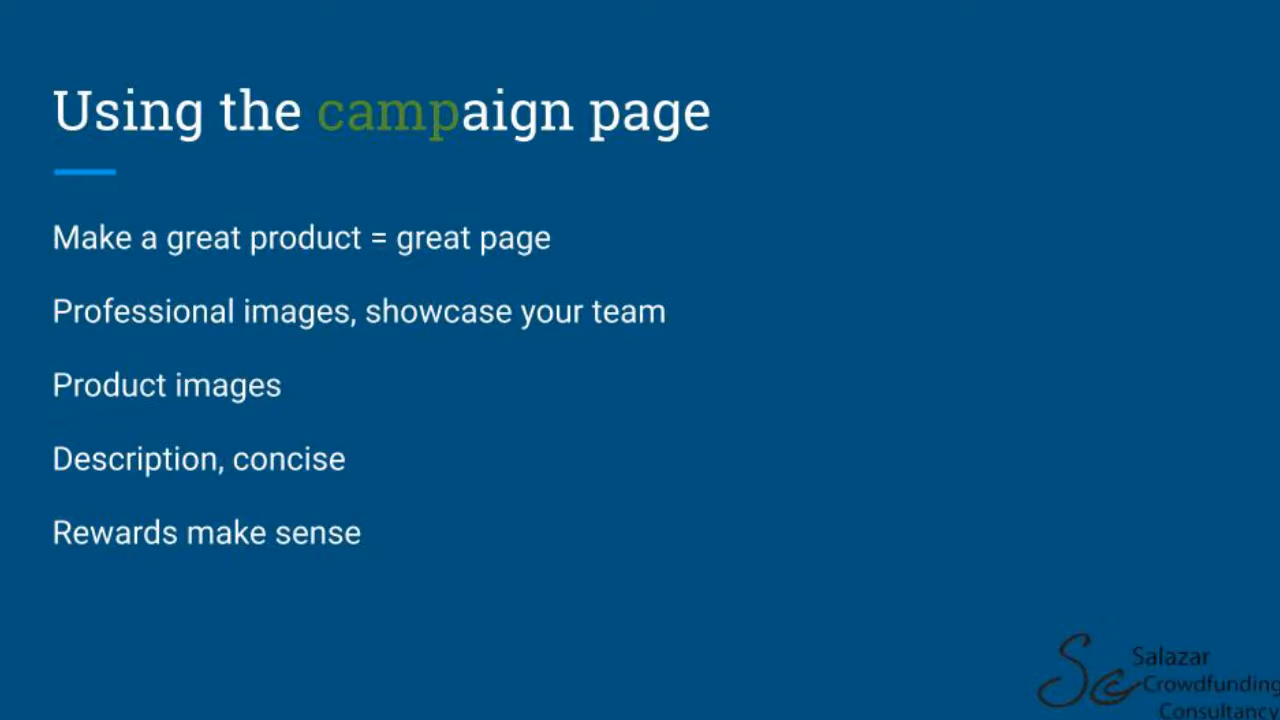 Using the campaign page
Make a great product = great page
Professional images, showcase your team
Product images
Description, concise
Rewards make sense
Sc
Salazar
Crowdfunding
Consultancy